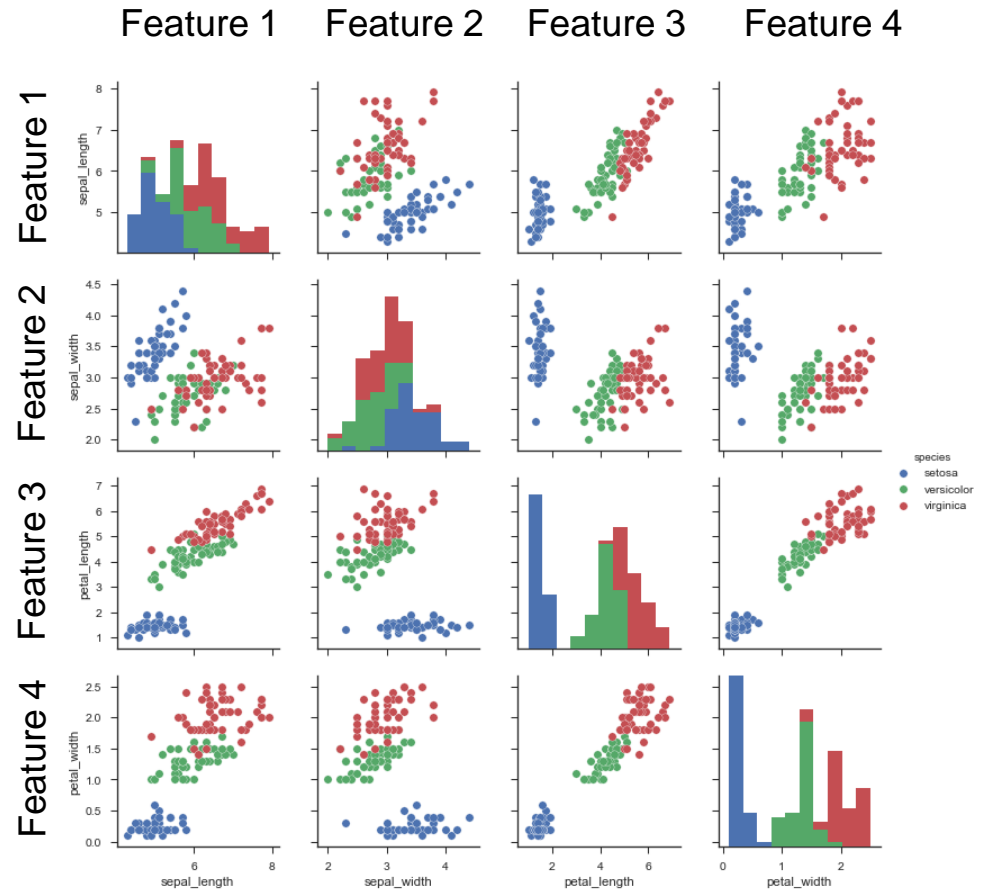 Feature 1 Feature 2 Feature 3 Feature 4
Feature 1
sepal_length
8
7
6
5
Feature 2
sepal_width
4.5
4.0
3.5
3.0
2.5
2.0
species
setosa
versicolor
virginica
Feature 3
petal_length
7
6
5
4
3
2
1
Feature 4
petal_width
2.5
2.0
1.5
1.0
0.5
0.0
6 8 2 3 4 2 4 6 0 1 2
sepal_length sepal_width petal_length petal_width